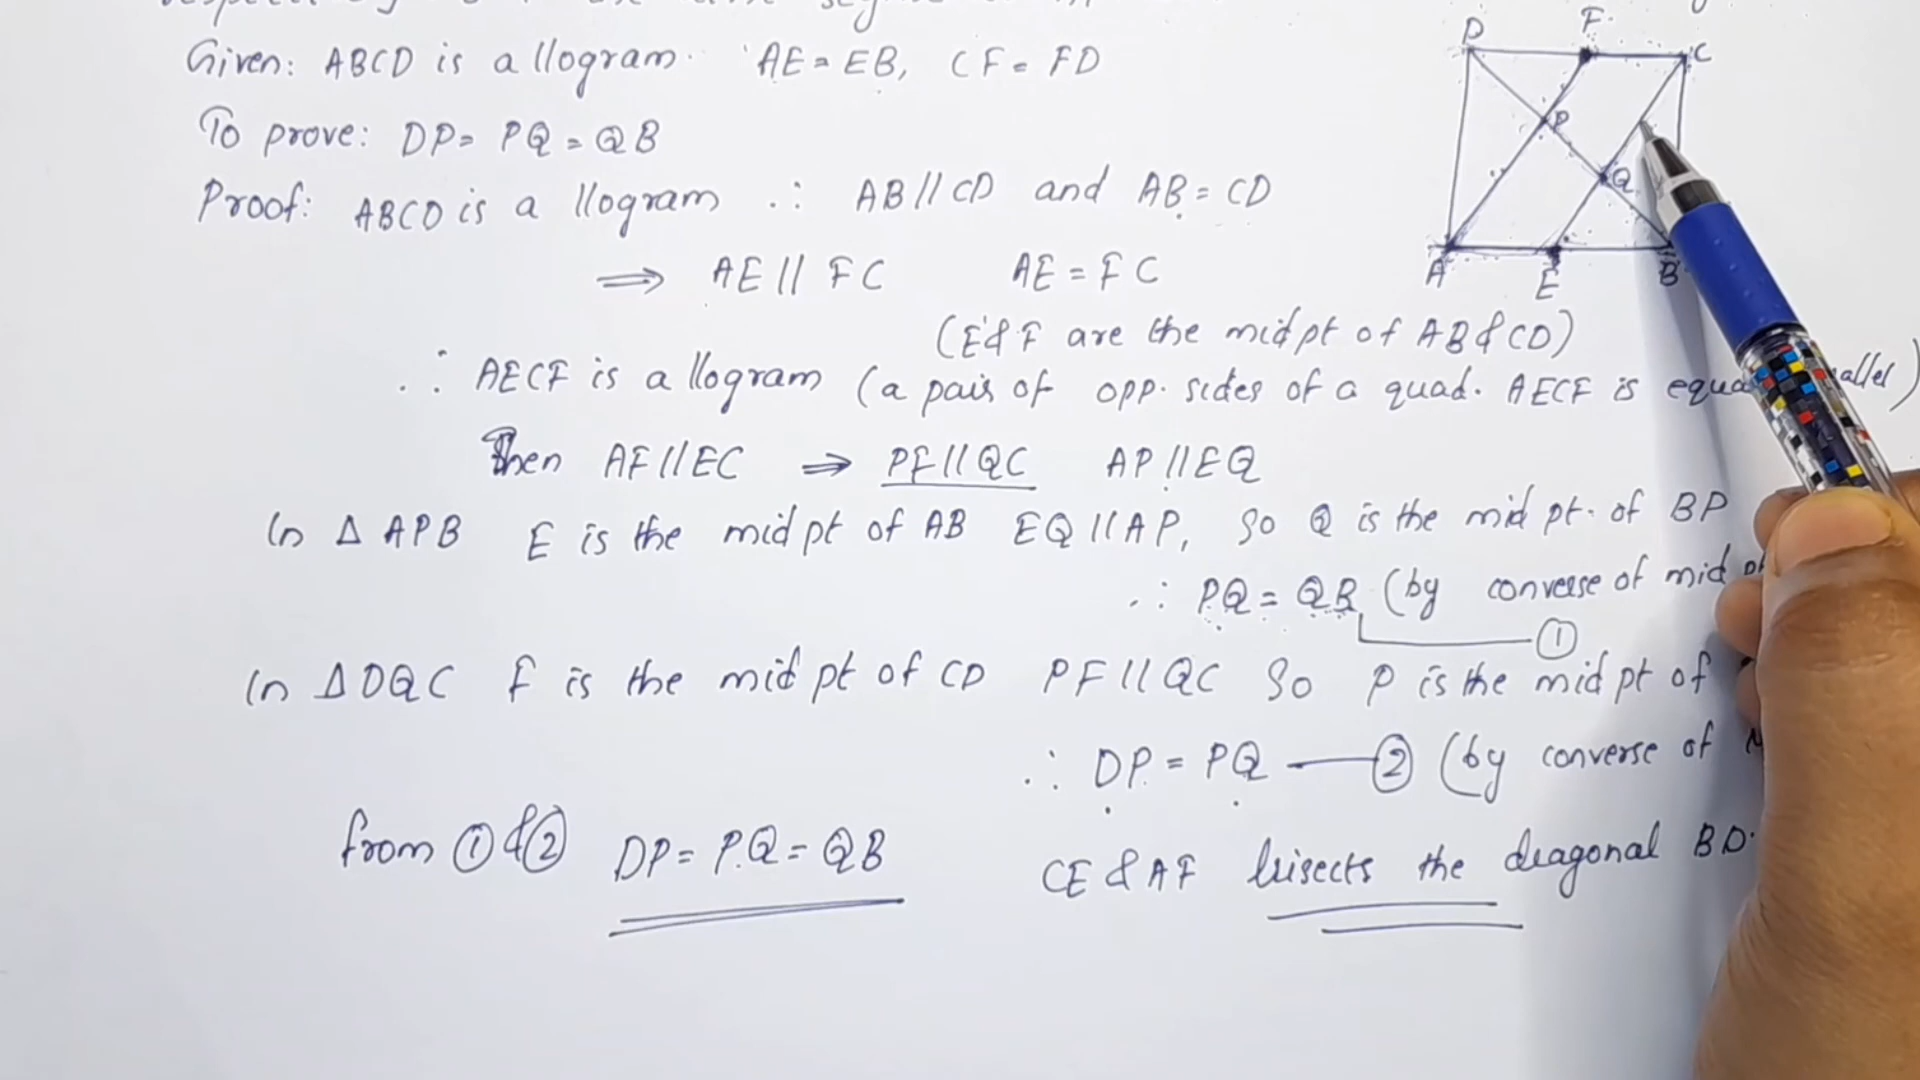 Given: ABCD is a llogram. AE = EB, CF = FD
To prove: DP = PQ = QB
Proof: ABCD is a llogram ∴ AB // CD and AB = CD
⟹ AE // FC AE = FC
(E & F are the mid pt of AB & CD)
∴ AECF is a llogram (a pair of opp. sides of a quad. AECF is
Then AF // EC ⟹ PF // QC AP // EQ
In Δ APB E is the mid pt of AB EQ // AP, So Q is the mid pt. of BP
∴ PQ = QB (by converse of mid
①
In Δ DQC F is the mid pt of CD PF // QC So P is the mid pt of
∴ DP = PQ — ② (by converse of
from ① & ② DP = PQ = QB
CE & AF bisects the diagonal BD.
D F C
P
Q
A E B